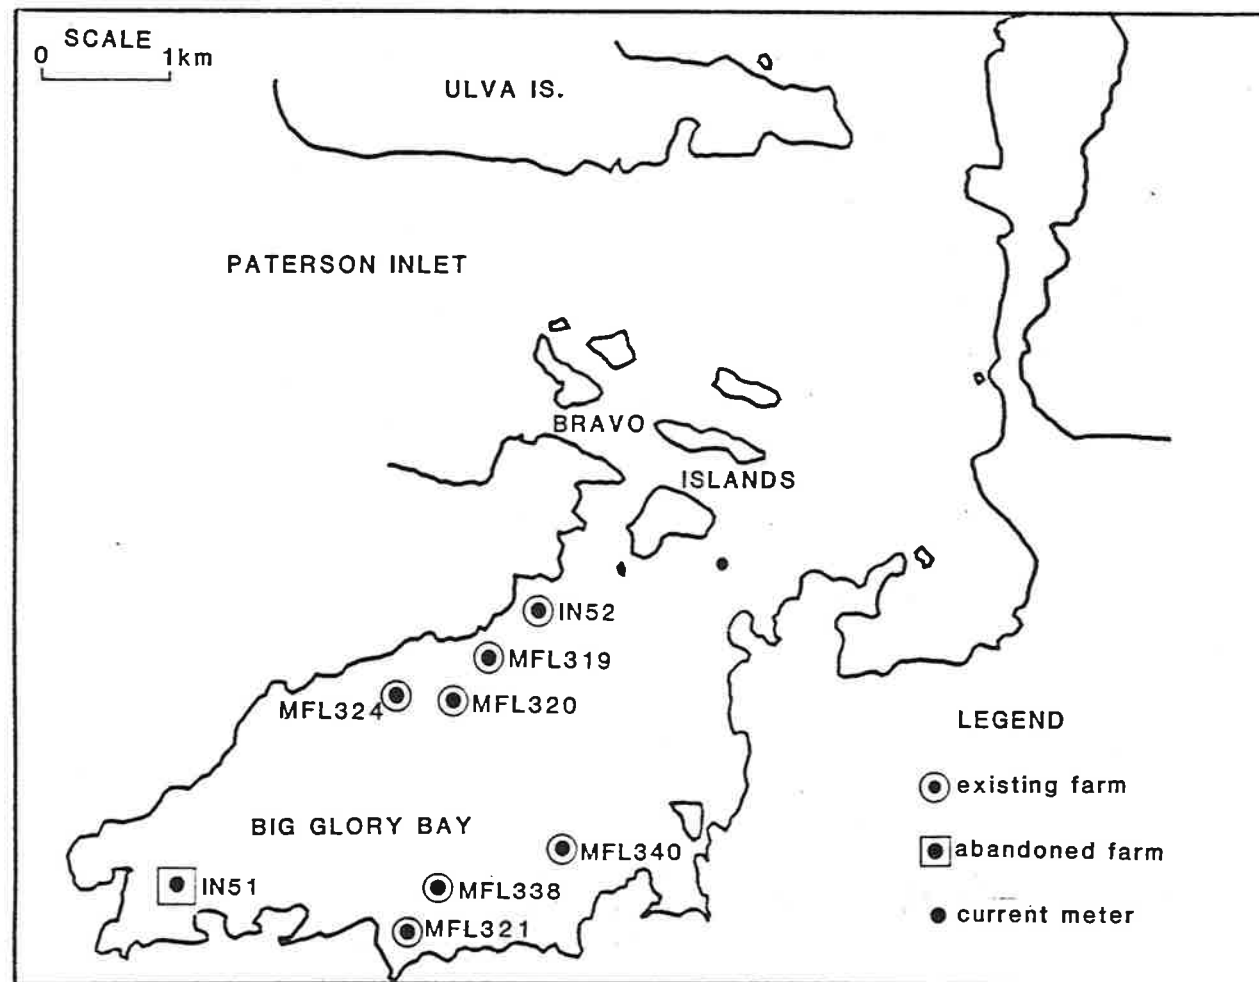 SCALE
0 1km
ULVA IS.
PATERSON INLET
BRAVO
ISLANDS
IN52
MFL319
MFL324
MFL320
LEGEND
existing farm
BIG GLORY BAY
MFL340
abandoned farm
IN51
MFL338
current meter
MFL321